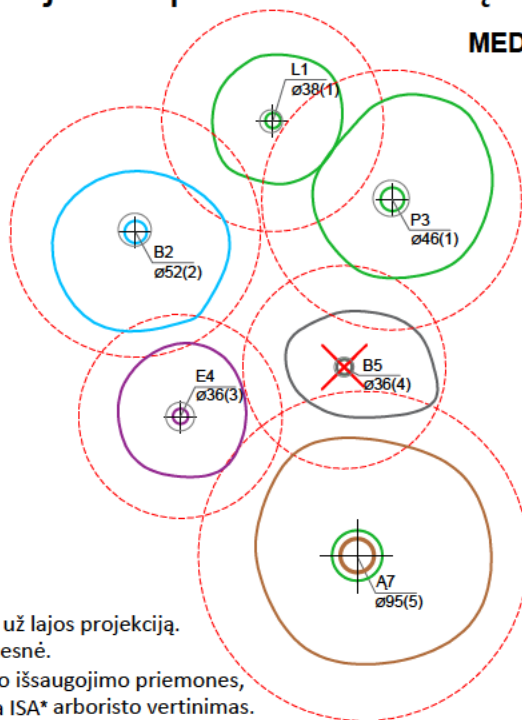 MED
L1
ø38(1)
P3
ø46(1)
B2
ø52(2)
B5
ø36(4)
E4
ø36(3)
Ą7
ø95(5)
už lajos projekciją.
esnė.
o išsaugojimo priemones,
ISA* arboristo vertinimas.